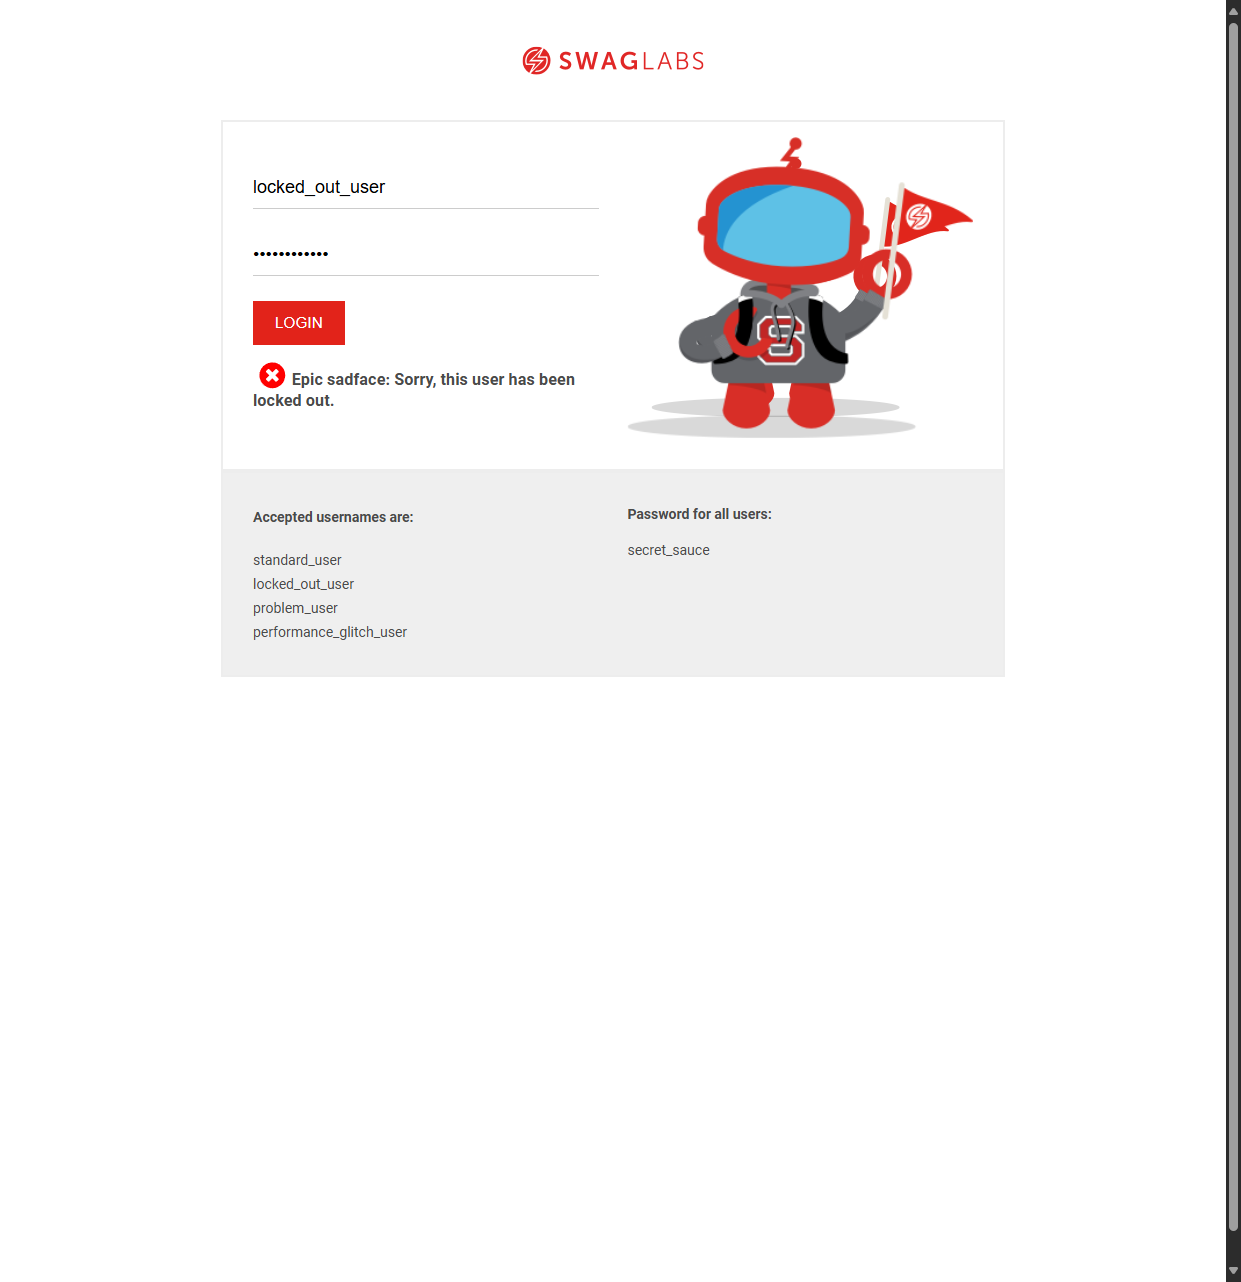 SWAGLABS
locked_out_user
••••••••••••
LOGIN
Epic sadface: Sorry, this user has been
locked out.
Accepted usernames are:
standard_user
locked_out_user
problem_user
performance_glitch_user
Password for all users:
secret_sauce
S